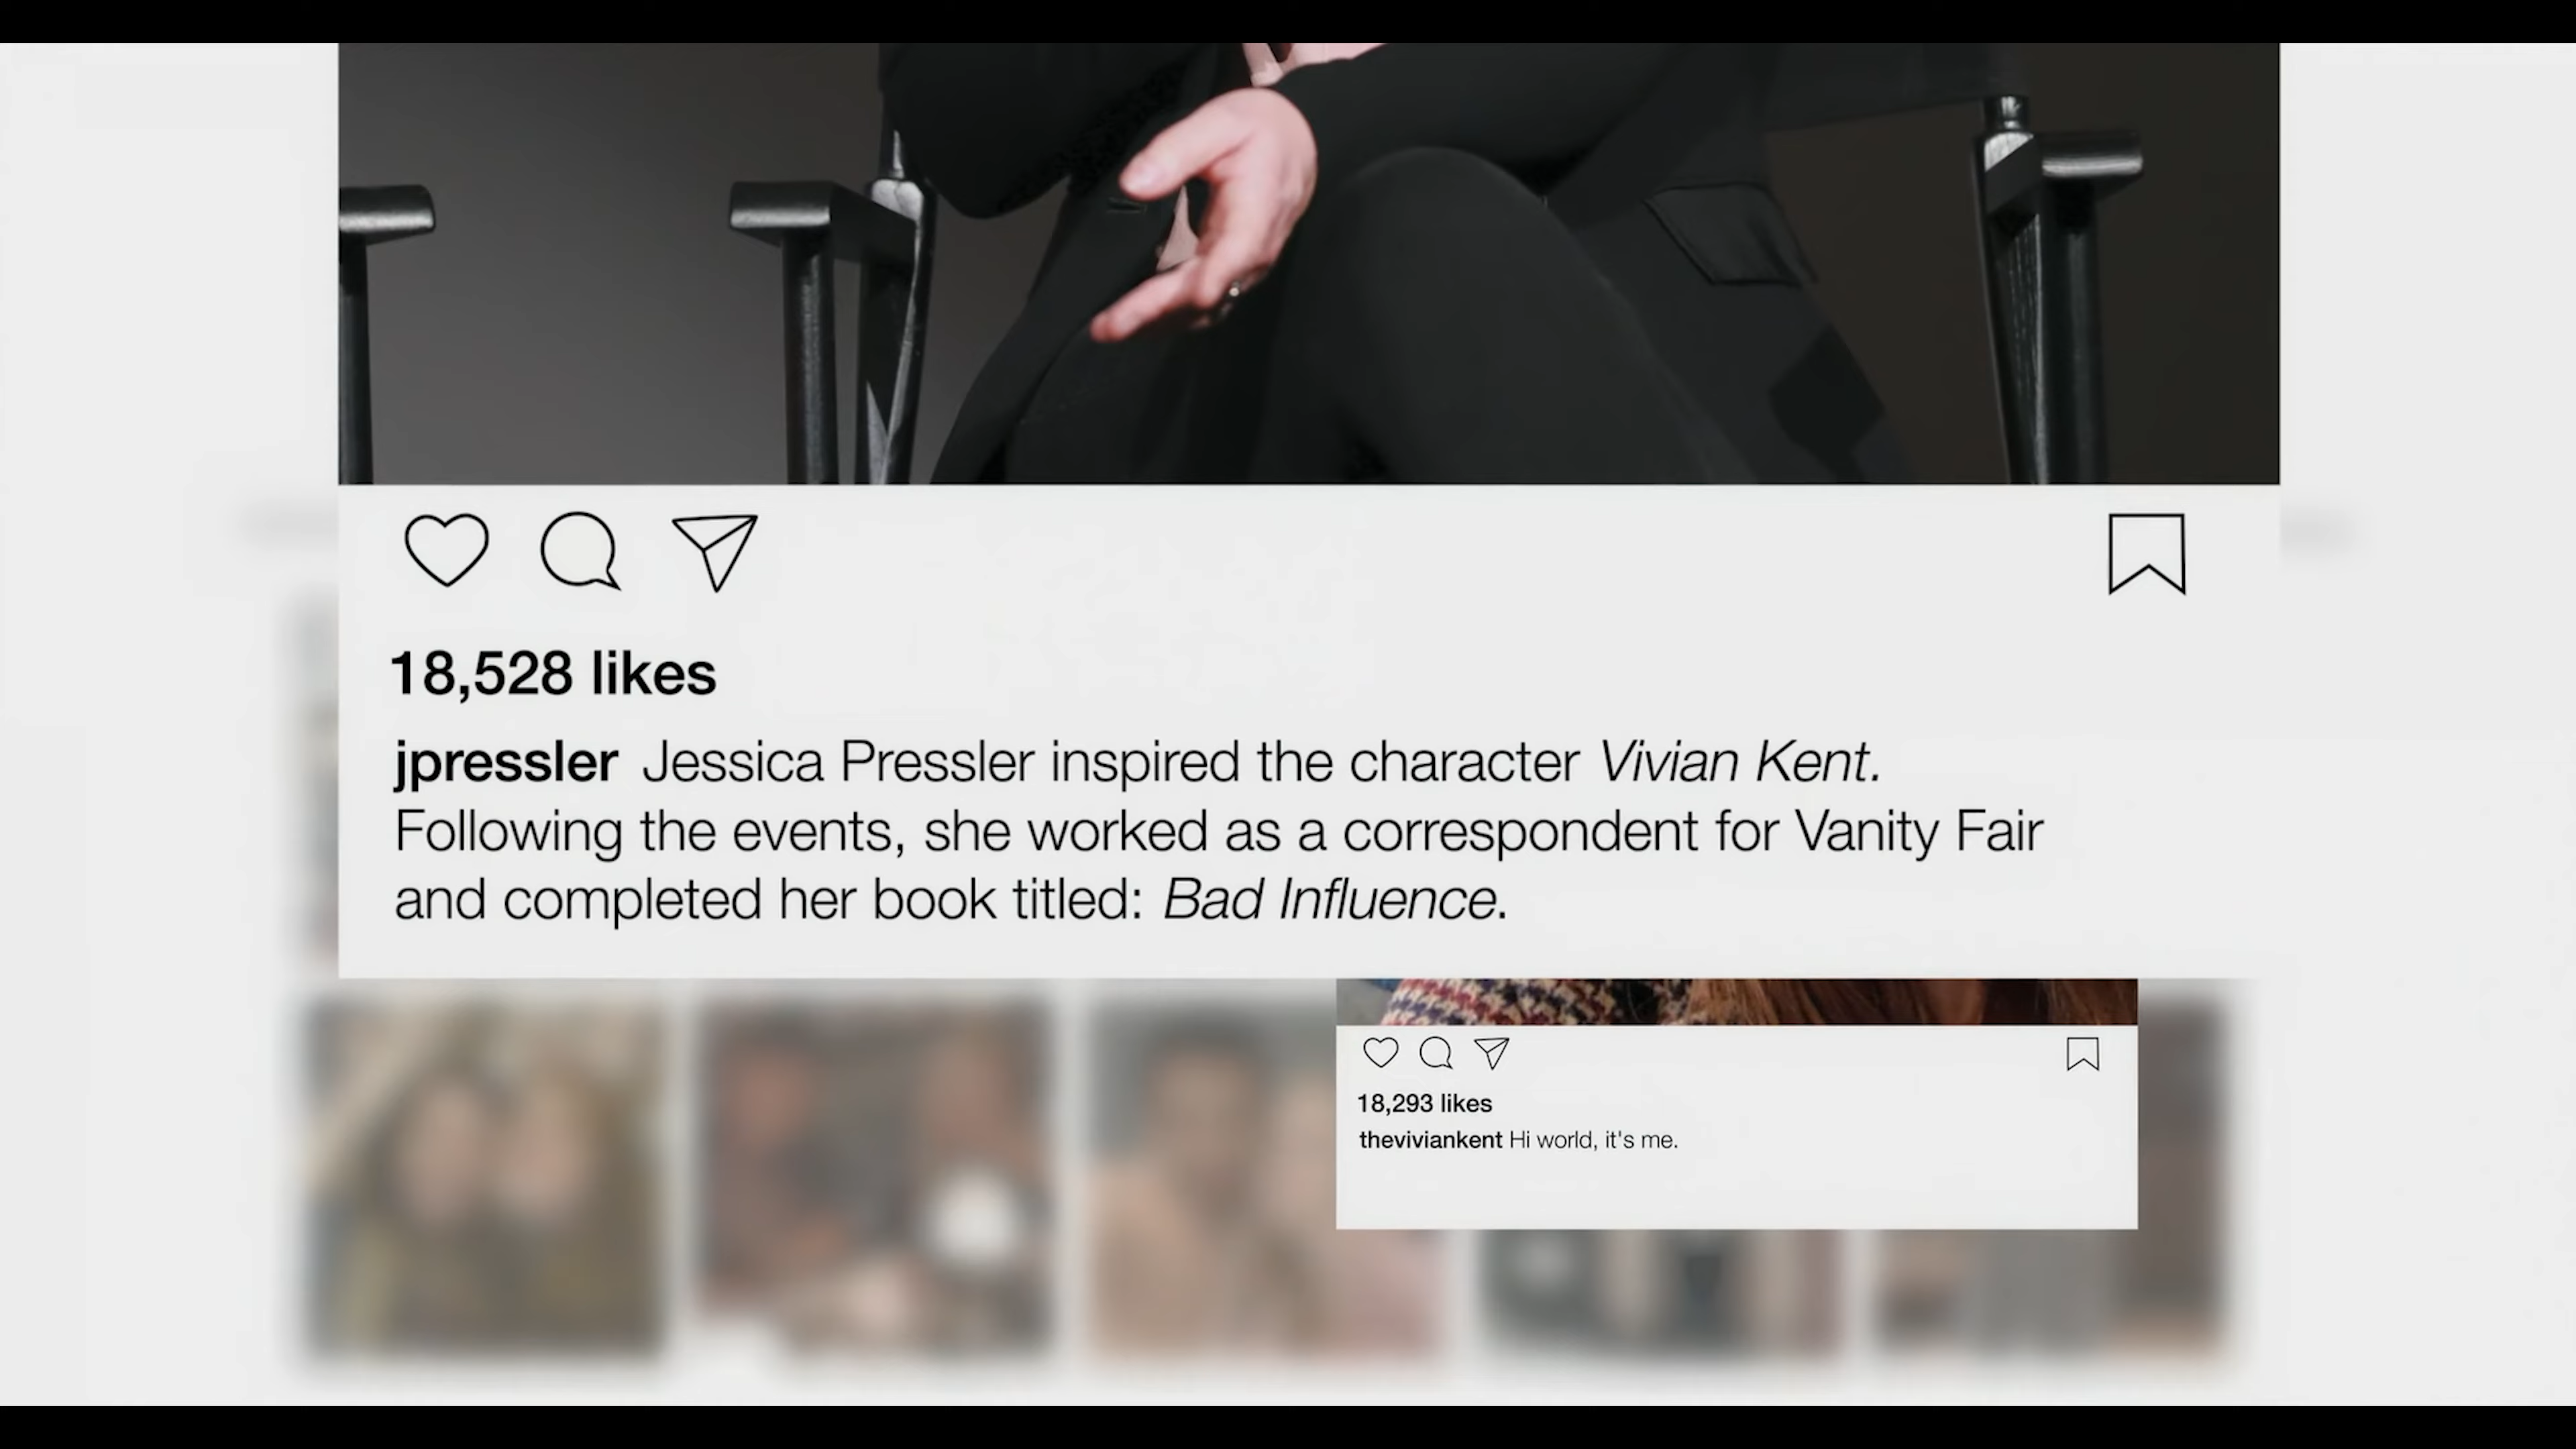 18,528 likes
jpressler Jessica Pressler inspired the character Vivian Kent.
Following the events, she worked as a correspondent for Vanity Fair
and completed her book titled: Bad Influence.
18,293 likes
theviviankent Hi world, it's me.